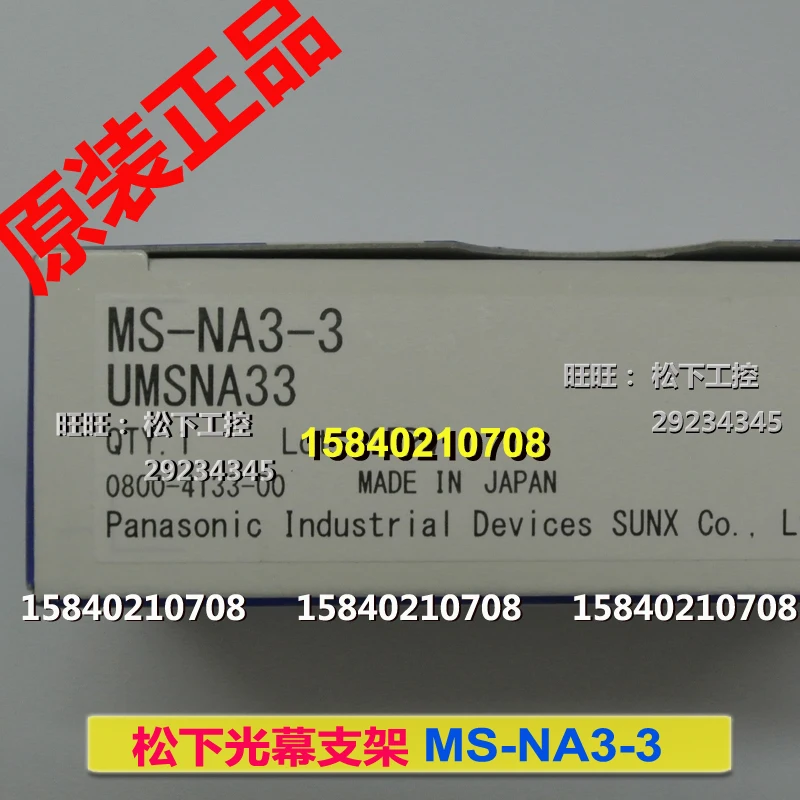 原装正品
MS-NA3-3
UMSNA33
旺旺：松下工控
29234345
旺旺：松下工控
29234345
QTY. 1
15840210708
0800-4133-00 MADE IN JAPAN
Panasonic Industrial Devices SUNX Co., L
15840210708 15840210708 15840210708
松下光幕支架 MS-NA3-3